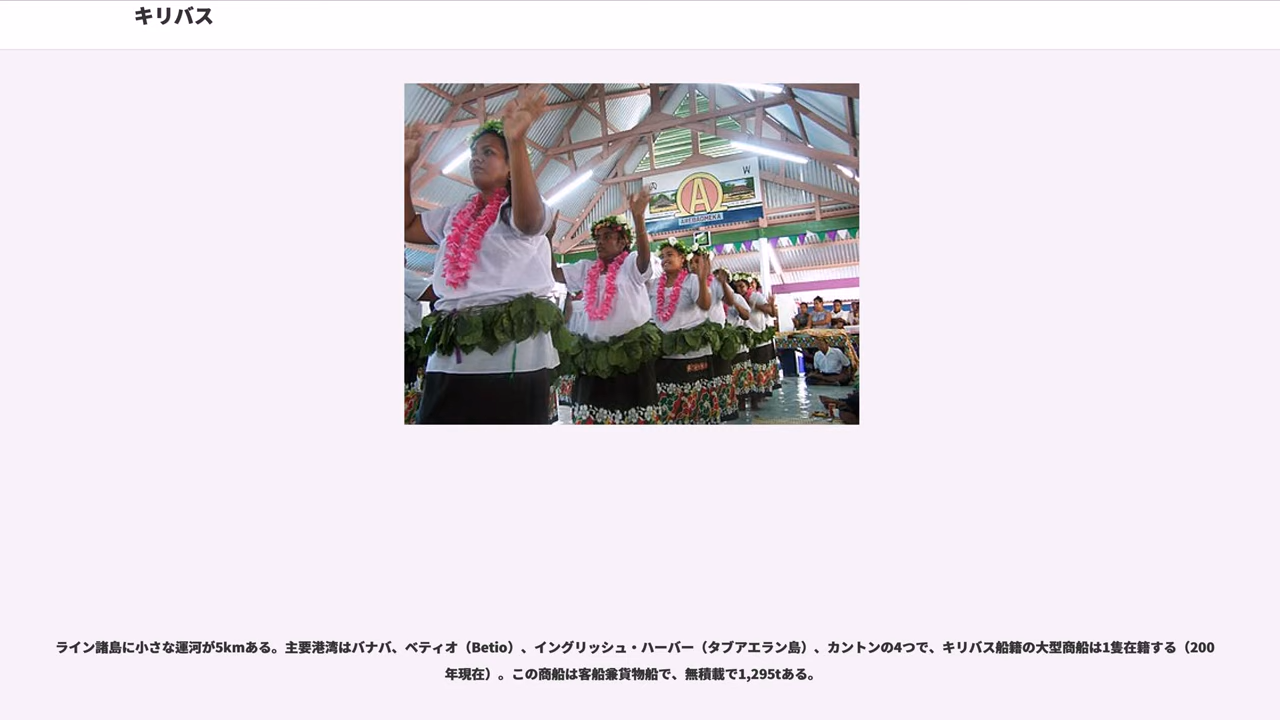 キリバス
W
A
AREBAOMEKA
ライン諸島に小さな運河が5kmある。主要港湾はバナバ、ベティオ（Betio）、イングリッシュ・ハーバー（タブアエラン島）、カントンの4つで、キリバス船籍の大型商船は1隻在籍する（200
年現在）。この商船は客船兼貨物船で、無積載で1,295tある。